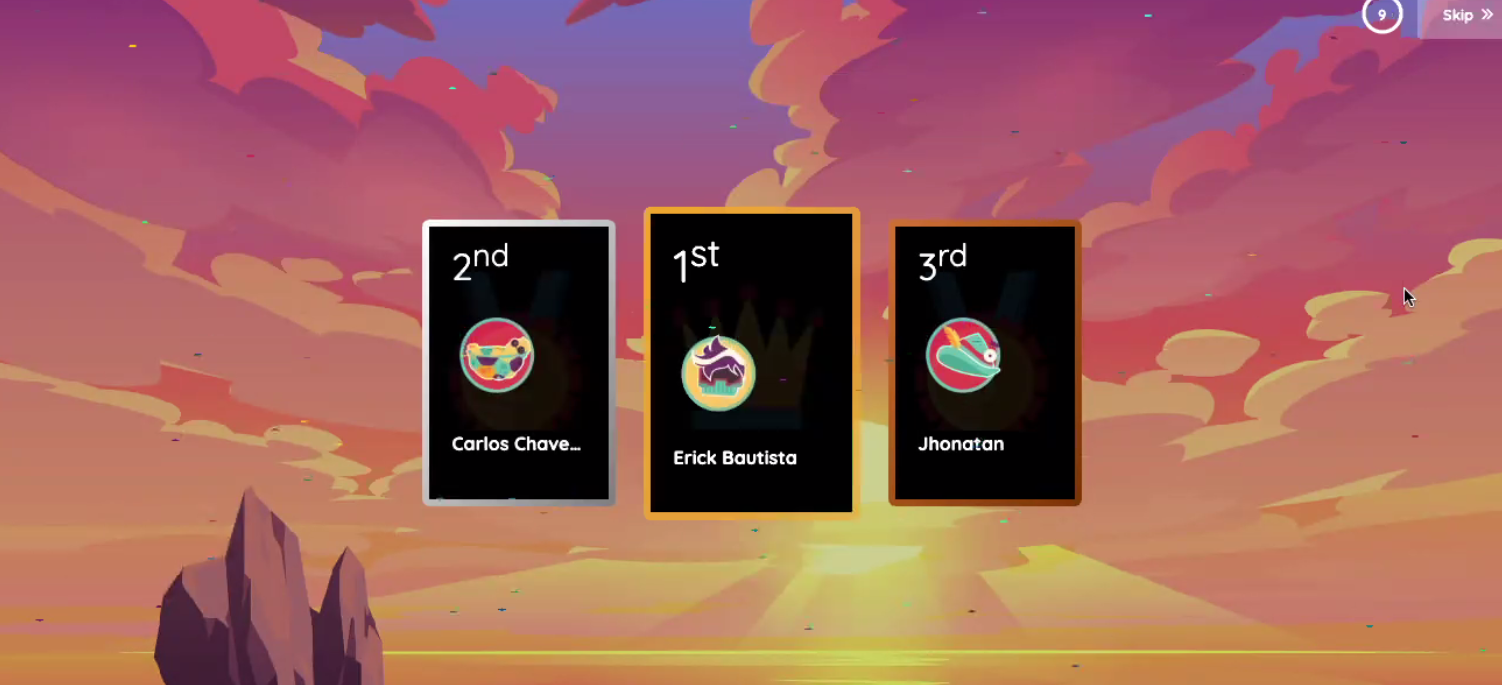 9
Skip »
2nd
1st
3rd
Carlos Chave...
Erick Bautista
Jhonatan